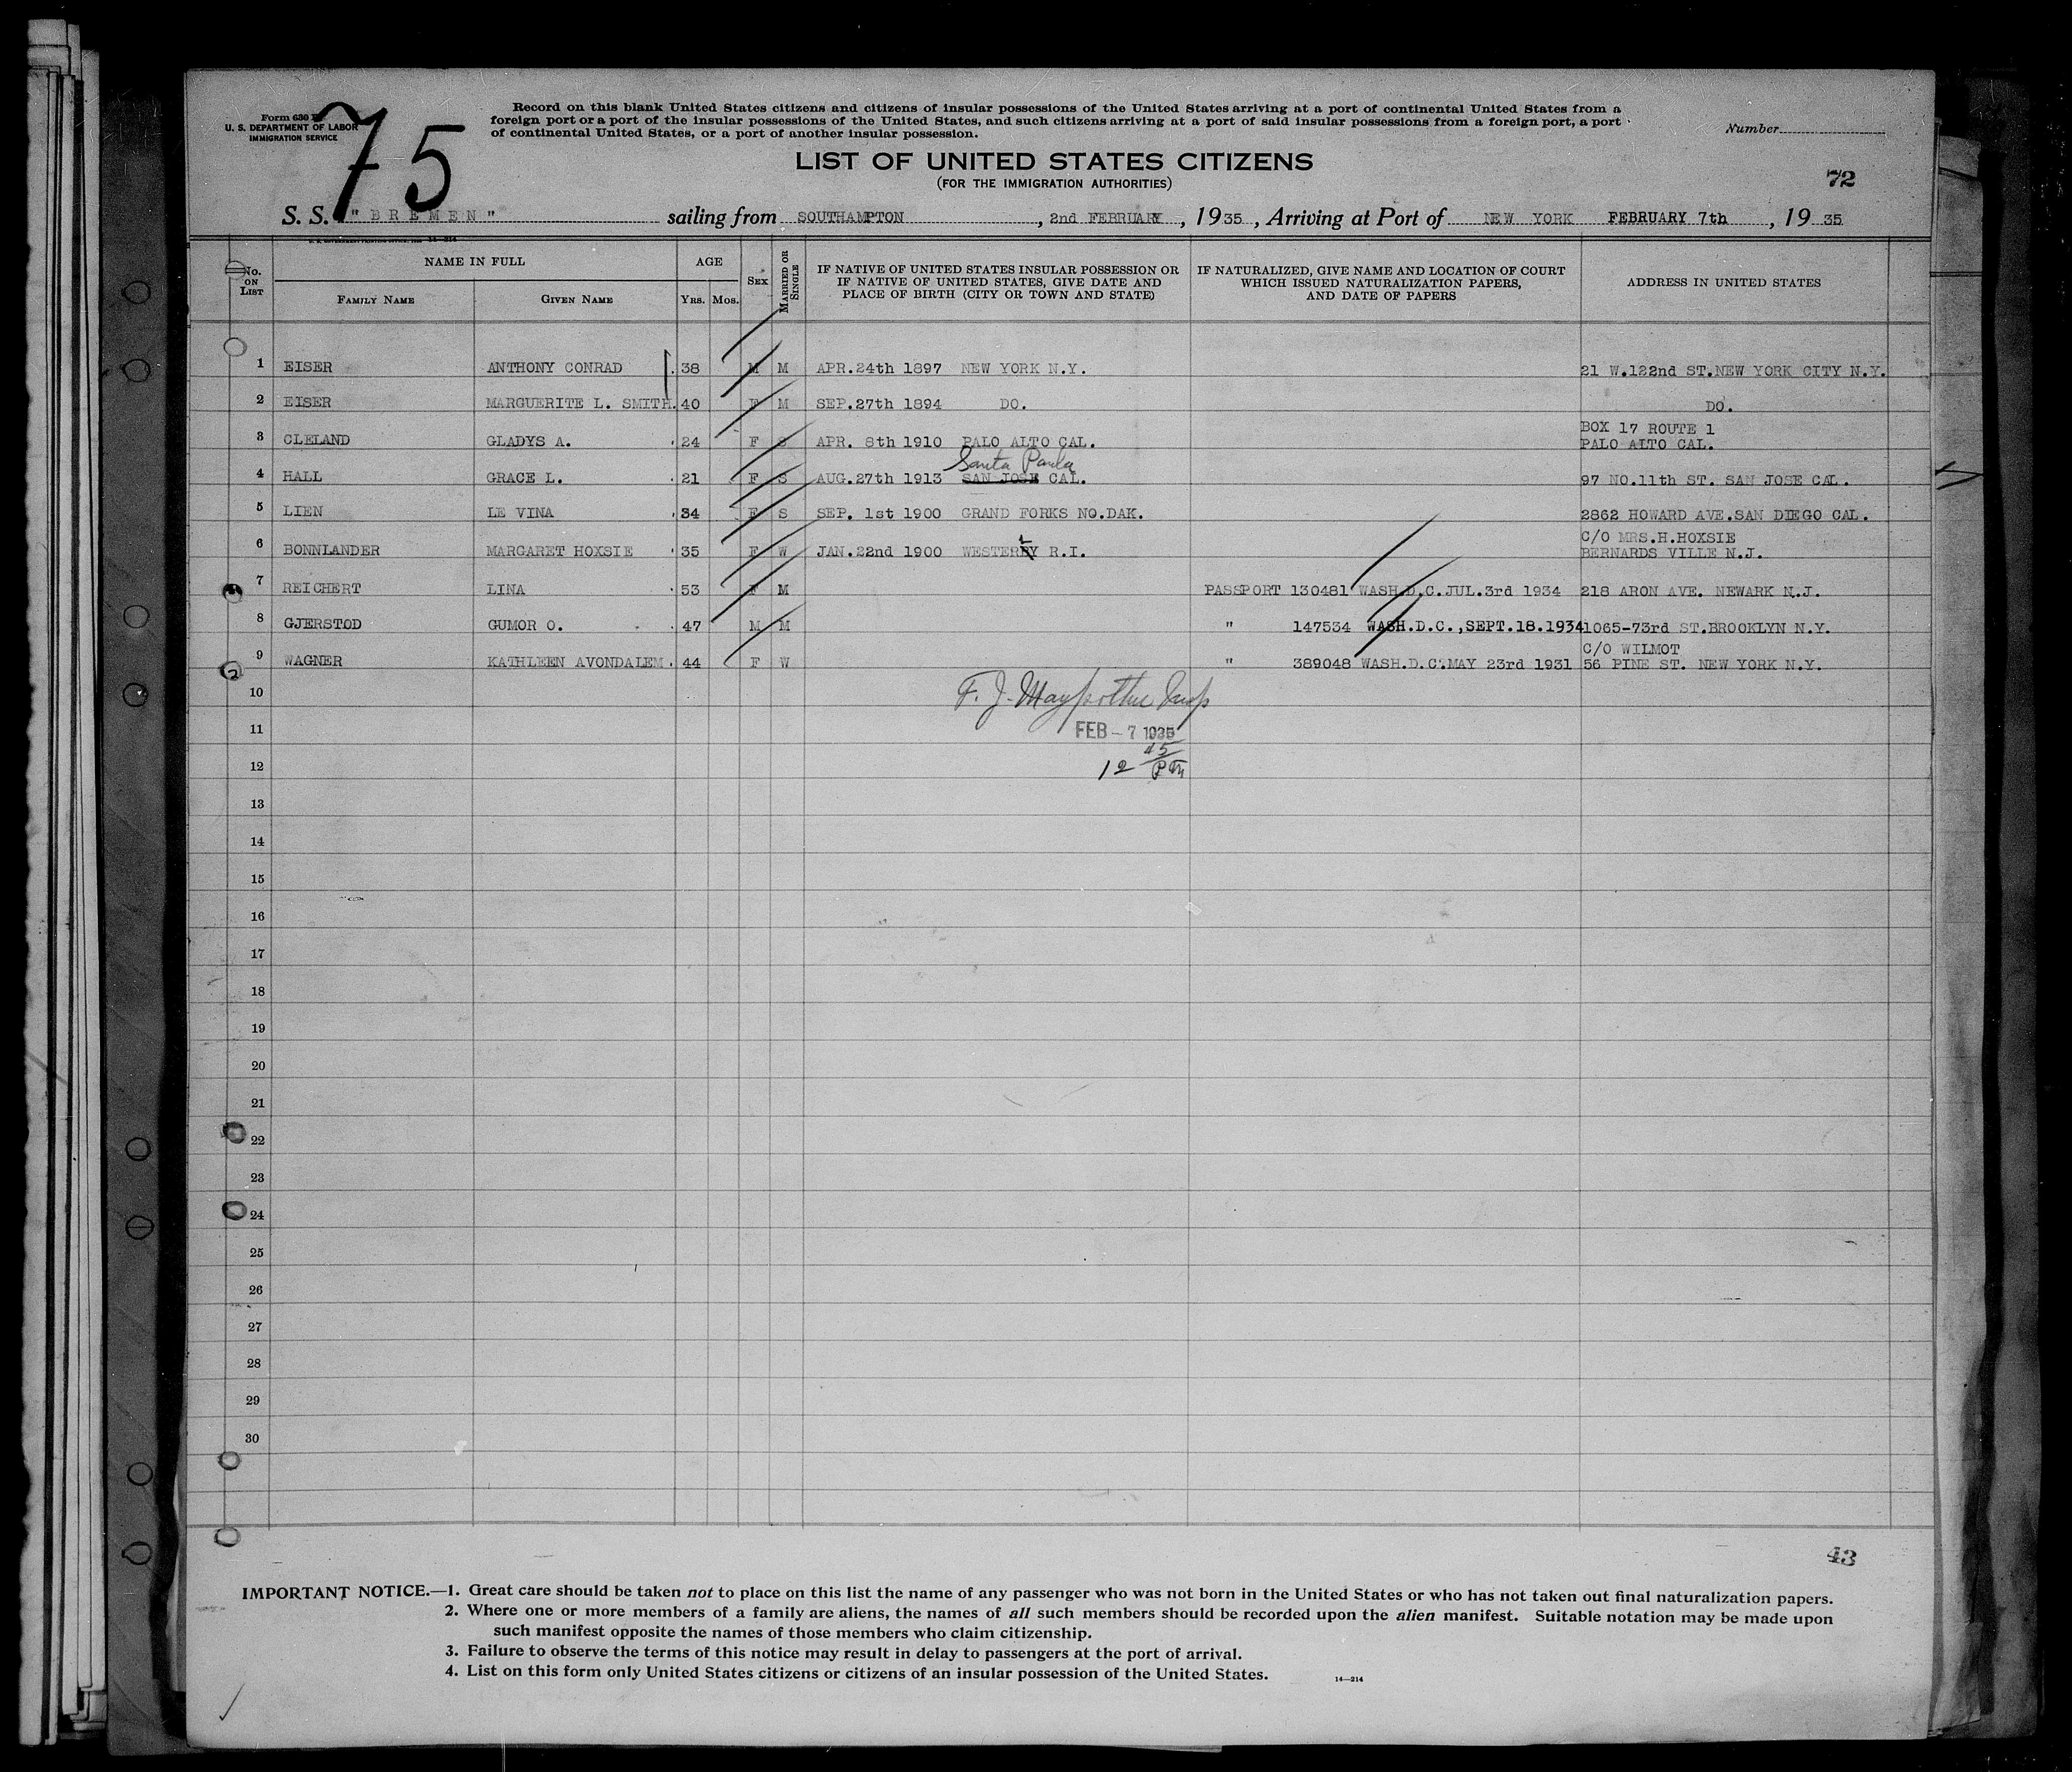 Form 630
U. S. DEPARTMENT OF LABOR
IMMIGRATION SERVICE
75
Record on this blank United States citizens and citizens of insular possessions of the United States arriving at a port of continental United States from a
foreign port or a port of the insular possessions of the United States, and such citizens arriving at a port of said insular possessions from a foreign port, a port
of continental United States, or a port of another insular possession.
Number
LIST OF UNITED STATES CITIZENS
(FOR THE IMMIGRATION AUTHORITIES)
72
S. S. "BREMEN" sailing from SOUTHAMPTON, 2nd FEBRUARY, 1935, Arriving at Port of NEW YORK FEBRUARY 7th, 1935
No. ON LIST
NAME IN FULL
FAMILY NAME
GIVEN NAME
AGE
YRS. MOS.
SEX
MARRIED OR SINGLE
IF NATIVE OF UNITED STATES INSULAR POSSESSION OR
IF NATIVE OF UNITED STATES, GIVE DATE AND
PLACE OF BIRTH (CITY OR TOWN AND STATE)
IF NATURALIZED, GIVE NAME AND LOCATION OF COURT
WHICH ISSUED NATURALIZATION PAPERS,
AND DATE OF PAPERS
ADDRESS IN UNITED STATES
1 EISER ANTHONY CONRAD 38 M M APR.24th 1897 NEW YORK N.Y. 21 W.122nd ST.NEW YORK CITY N.Y.
2 EISER MARGUERITE L. SMITH. 40 F M SEP.27th 1894 DO. DO.
3 CLELAND GLADYS A. 24 F S APR. 8th 1910 PALO ALTO CAL. BOX 17 ROUTE 1
PALO ALTO CAL.
Santa Paula
4 HALL GRACE L. 21 F S AUG.27th 1913 SAN JOSE CAL. 97 NO.11th ST. SAN JOSE CAL.
5 LIEN LE VINA 34 F S SEP. 1st 1900 GRAND FORKS NO.DAK. 2862 HOWARD AVE.SAN DIEGO CAL.
6 BONNLANDER MARGARET HOXSIE 35 F W JAN.22nd 1900 WESTERLY R.I. C/O MRS.H.HOXSIE
BERNARDS VILLE N.J.
7 REICHERT LINA 53 F M PASSPORT 130481 WASH.D.C.JUL.3rd 1934 218 ARON AVE. NEWARK N.J.
8 GJERSTOD GUMOR O. 47 M M " 147534 WASH.D.C.,SEPT.18.1934 1065-73rd ST.BROOKLYN N.Y.
9 WAGNER KATHLEEN AVONDALEM. 44 F W " 389048 WASH.D.C.MAY 23rd 1931 C/O WILMOT
56 PINE ST. NEW YORK N.Y.
2
10
F. J.
11
FEB - 7 1935
12
12 45 PM
13
14
15
16
17
18
19
20
21
22
23
24
25
26
27
28
29
30
43
IMPORTANT NOTICE.—1. Great care should be taken not to place on this list the name of any passenger who was not born in the United States or who has not taken out final naturalization papers.
2. Where one or more members of a family are aliens, the names of all such members should be recorded upon the alien manifest. Suitable notation may be made upon
such manifest opposite the names of those members who claim citizenship.
3. Failure to observe the terms of this notice may result in delay to passengers at the port of arrival.
4. List on this form only United States citizens or citizens of an insular possession of the United States.
14—214